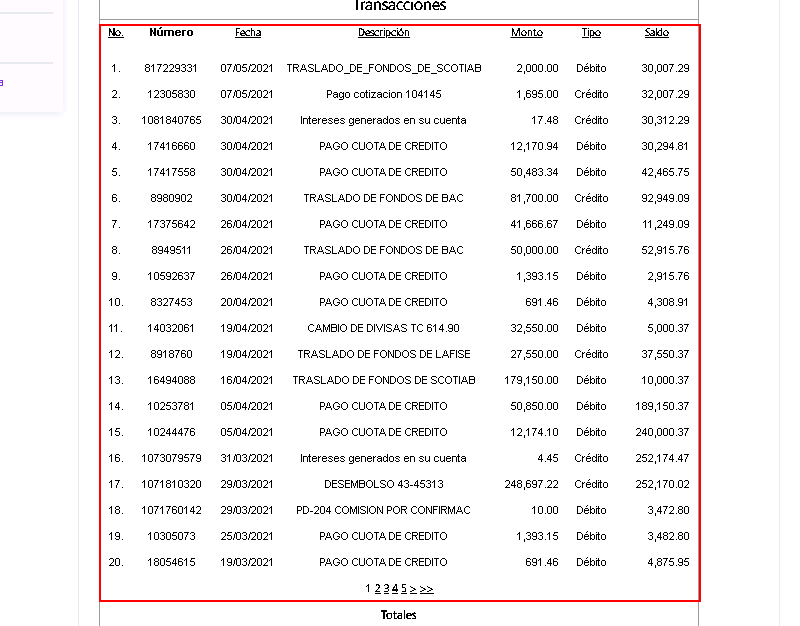 Transacciones
No. Número Fecha Descripción Monto Tipo Saldo
1. 817229331 07/05/2021 TRASLADO_DE_FONDOS_DE_SCOTIAB 2,000.00 Débito 30,007.29
2. 12305830 07/05/2021 Pago cotizacion 104145 1,695.00 Crédito 32,007.29
3. 1081840765 30/04/2021 Intereses generados en su cuenta 17.48 Crédito 30,312.29
4. 17416660 30/04/2021 PAGO CUOTA DE CREDITO 12,170.94 Débito 30,294.81
5. 17417558 30/04/2021 PAGO CUOTA DE CREDITO 50,483.34 Débito 42,465.75
6. 8980902 30/04/2021 TRASLADO DE FONDOS DE BAC 81,700.00 Crédito 92,949.09
7. 17375642 26/04/2021 PAGO CUOTA DE CREDITO 41,666.67 Débito 11,249.09
8. 8949511 26/04/2021 TRASLADO DE FONDOS DE BAC 50,000.00 Crédito 52,915.76
9. 10592637 26/04/2021 PAGO CUOTA DE CREDITO 1,393.15 Débito 2,915.76
10. 8327453 20/04/2021 PAGO CUOTA DE CREDITO 691.46 Débito 4,308.91
11. 14032061 19/04/2021 CAMBIO DE DIVISAS TC 614.90 32,550.00 Débito 5,000.37
12. 8918760 19/04/2021 TRASLADO DE FONDOS DE LAFISE 27,550.00 Crédito 37,550.37
13. 16494088 16/04/2021 TRASLADO DE FONDOS DE SCOTIAB 179,150.00 Débito 10,000.37
14. 10253781 05/04/2021 PAGO CUOTA DE CREDITO 50,850.00 Débito 189,150.37
15. 10244476 05/04/2021 PAGO CUOTA DE CREDITO 12,174.10 Débito 240,000.37
16. 1073079579 31/03/2021 Intereses generados en su cuenta 4.45 Crédito 252,174.47
17. 1071810320 29/03/2021 DESEMBOLSO 43-45313 248,697.22 Crédito 252,170.02
18. 1071760142 29/03/2021 PD-204 COMISION POR CONFIRMAC 10.00 Débito 3,472.80
19. 10305073 25/03/2021 PAGO CUOTA DE CREDITO 1,393.15 Débito 3,482.80
20. 18054615 19/03/2021 PAGO CUOTA DE CREDITO 691.46 Débito 4,875.95
1 2 3 4 5 > >>
Totales